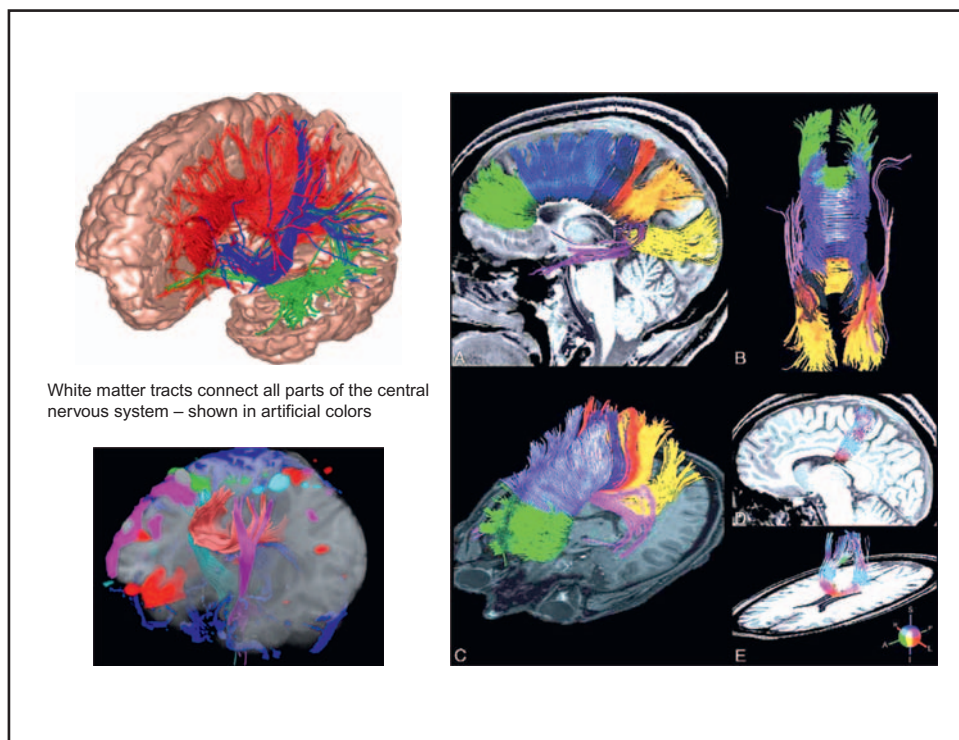 White matter tracts connect all parts of the central
nervous system – shown in artificial colors
A
B
C
D
E
S
P
A
L
I